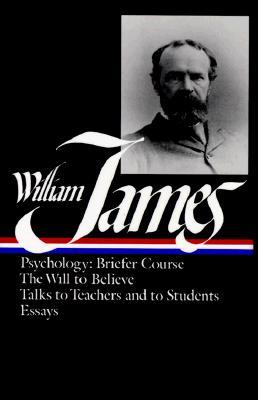 William
James
Psychology: Briefer Course
The Will to Believe
Talks to Teachers and to Students
Essays